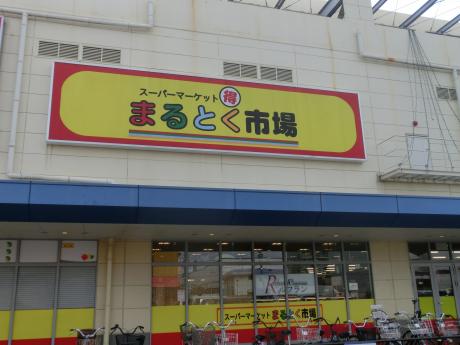 スーパーマーケット 得
まるとく市場
スーパーマーケット まるとく市場